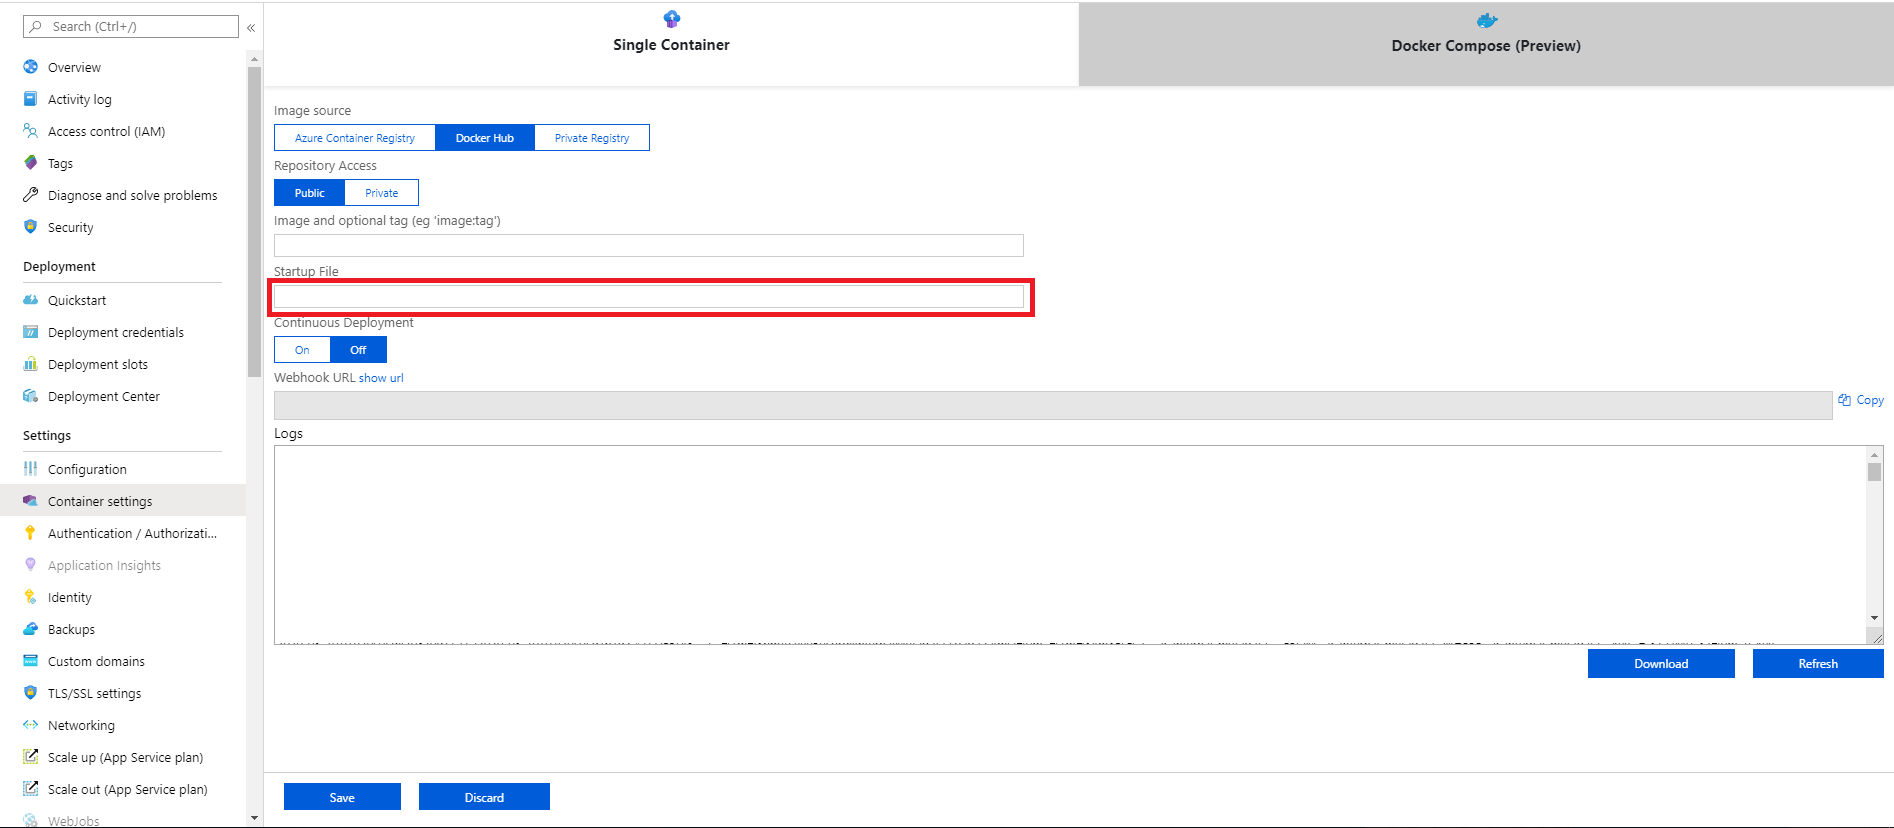 Search (Ctrl+/)
«
Overview
Activity log
Access control (IAM)
Tags
Diagnose and solve problems
Security
Deployment
Quickstart
Deployment credentials
Deployment slots
Deployment Center
Settings
Configuration
Container settings
Authentication / Authorizati...
Application Insights
Identity
Backups
Custom domains
TLS/SSL settings
Networking
Scale up (App Service plan)
Scale out (App Service plan)
WebJobs
Single Container
Docker Compose (Preview)
Image source
Azure Container Registry Docker Hub Private Registry
Repository Access
Public Private
Image and optional tag (eg 'image:tag')
Startup File
Continuous Deployment
On Off
Webhook URL show url
Copy
Logs
Download Refresh
Save Discard